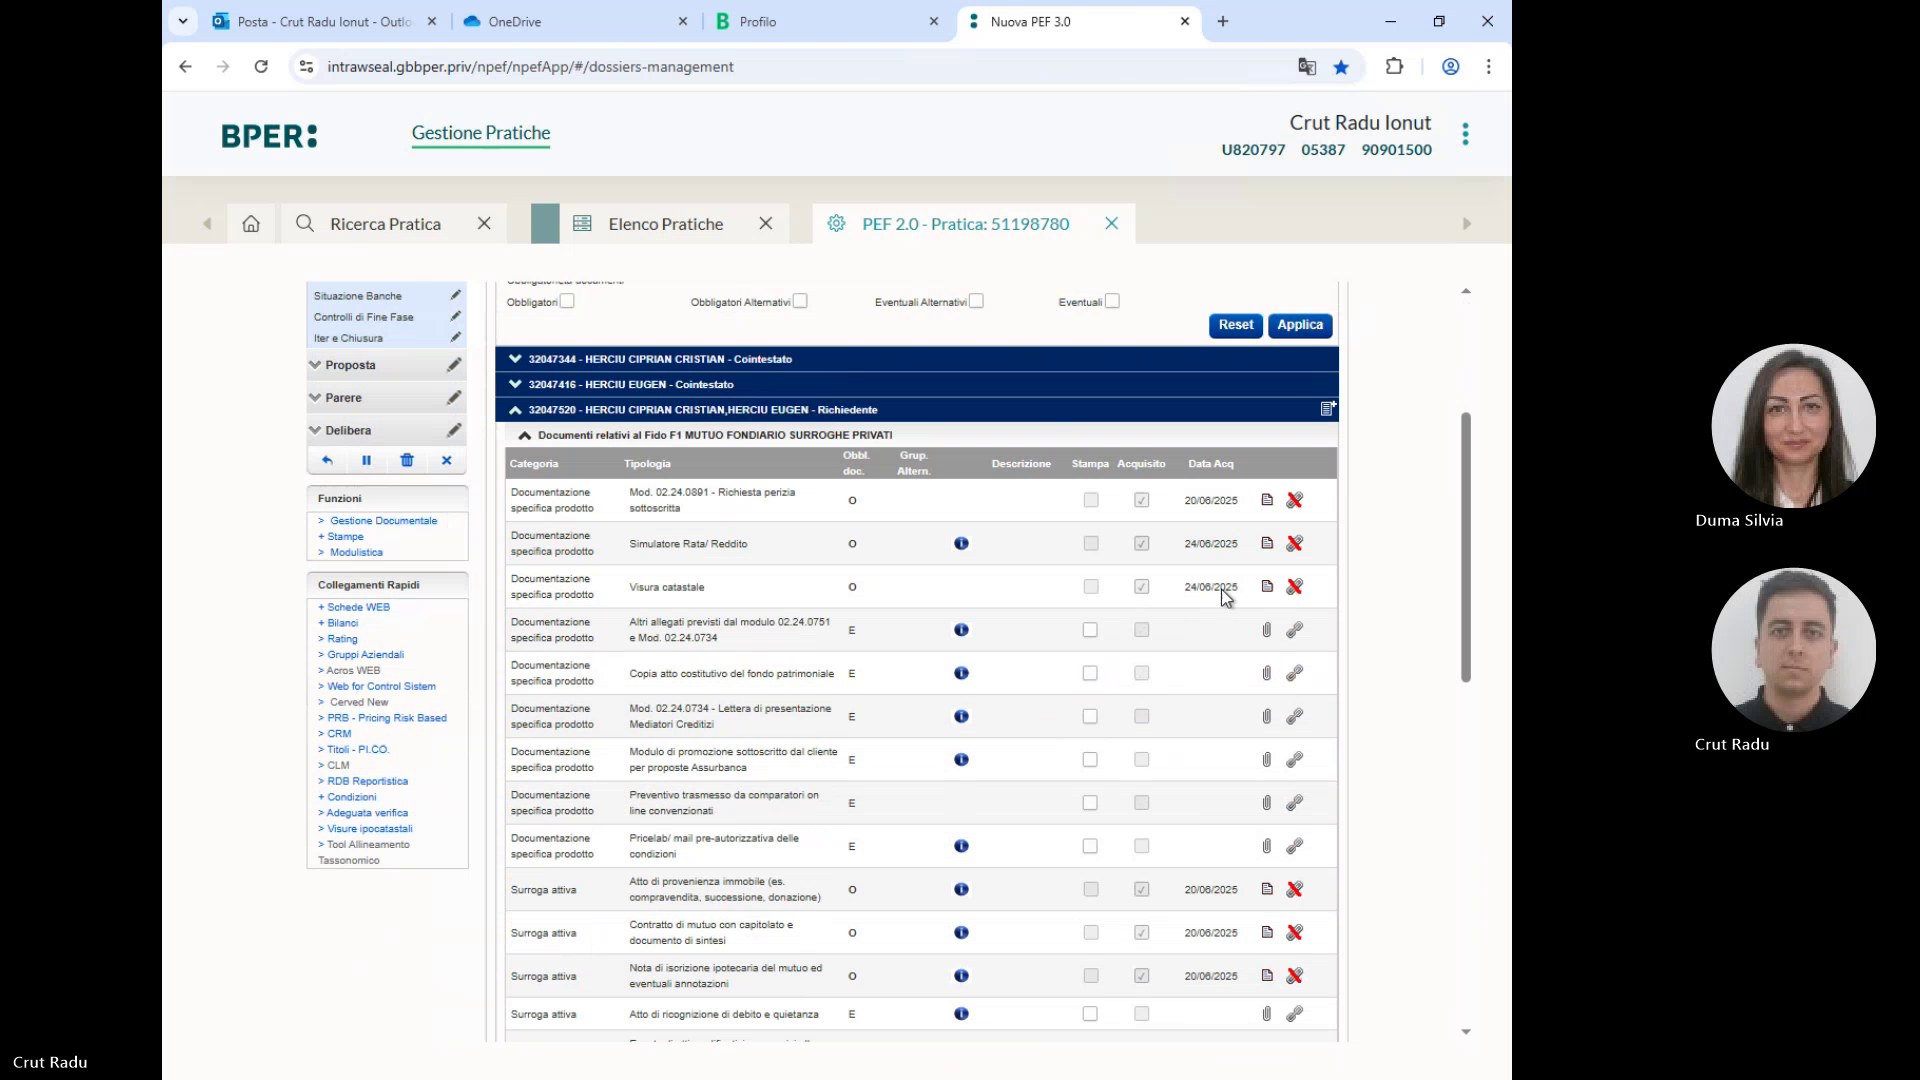 Posta - Crut Radu Ionut - Outlo
OneDrive
Profilo
Nuova PEF 3.0
intrawseal.gbbper.priv/npef/npefApp/#/dossiers-management
BPER:
Gestione Pratiche
Crut Radu Ionut
U820797 05387 90901500
Ricerca Pratica
Elenco Pratiche
PEF 2.0 - Pratica: 51198780
Situazione Banche
Controlli di Fine Fase
Iter e Chiusura
Proposta
Parere
Delibera
Funzioni
> Gestione Documentale
+ Stampe
> Modulistica
Collegamenti Rapidi
+ Schede WEB
+ Bilanci
> Rating
> Gruppi Aziendali
> Acros WEB
> Web for Control Sistem
> Cerved New
> PRB - Pricing Risk Based
> CRM
> Titoli - PI.CO.
> CLM
> RDB Reportistica
+ Condizioni
> Adeguata verifica
> Visure ipocatastali
> Tool Allineamento
Tassonomico
Obbligatori
Obbligatori Alternativi
Eventuali Alternativi
Eventuali
Reset
Applica
32047344 - HERCIU CIPRIAN CRISTIAN - Cointestato
32047416 - HERCIU EUGEN - Cointestato
32047520 - HERCIU CIPRIAN CRISTIAN,HERCIU EUGEN - Richiedente
Documenti relativi al Fido F1 MUTUO FONDIARIO SURROGHE PRIVATI
Categoria Tipologia Obbl. doc. Grup. Altern. Descrizione Stampa Acquisito Data Acq
Documentazione specifica prodotto Mod. 02.24.0891 - Richiesta perizia sottoscritta O 20/06/2025
Documentazione specifica prodotto Simulatore Rata/ Reddito O 24/06/2025
Documentazione specifica prodotto Visura catastale O 24/06/2025
Documentazione specifica prodotto Altri allegati previsti dal modulo 02.24.0751 e Mod. 02.24.0734 E
Documentazione specifica prodotto Copia atto costitutivo del fondo patrimoniale E
Documentazione specifica prodotto Mod. 02.24.0734 - Lettera di presentazione Mediatori Creditizi E
Documentazione specifica prodotto Modulo di promozione sottoscritto dal cliente per proposte Assurbanca E
Documentazione specifica prodotto Preventivo trasmesso da comparatori on line convenzionati E
Documentazione specifica prodotto Pricelab/ mail pre-autorizzativa delle condizioni E
Surroga attiva Atto di provenienza immobile (es. compravendita, successione, donazione) O 20/06/2025
Surroga attiva Contratto di mutuo con capitolato e documento di sintesi O 20/06/2025
Surroga attiva Nota di iscrizione ipotecaria del mutuo ed eventuali annotazioni O 20/06/2025
Surroga attiva Atto di ricognizione di debito e quietanza E
Duma Silvia
Crut Radu
Crut Radu